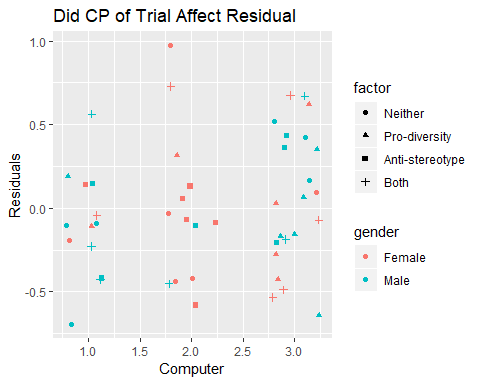 Did CP of Trial Affect Residual
1.0
0.5
0.0
-0.5
Residuals
1.0
1.5
2.0
2.5
3.0
Computer
factor
Neither
Pro-diversity
Anti-stereotype
Both
gender
Female
Male